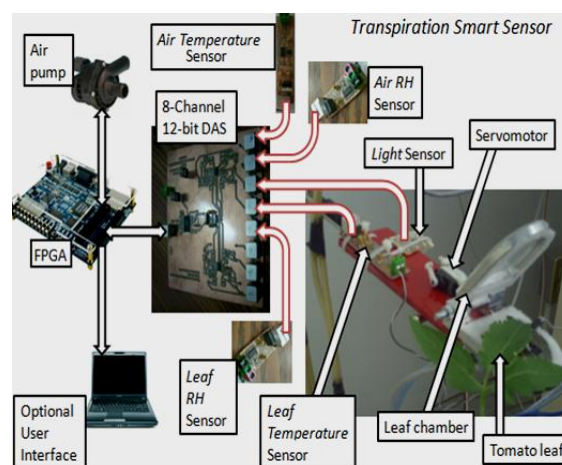 Transpiration Smart Sensor
Air
pump
Air Temperature
Sensor
8-Channel
12-bit DAS
Air RH
Sensor
Servomotor
Light Sensor
FPGA
Leaf
RH
Sensor
Optional
User
Interface
Leaf
Temperature
Sensor
Leaf chamber
Tomato leaf